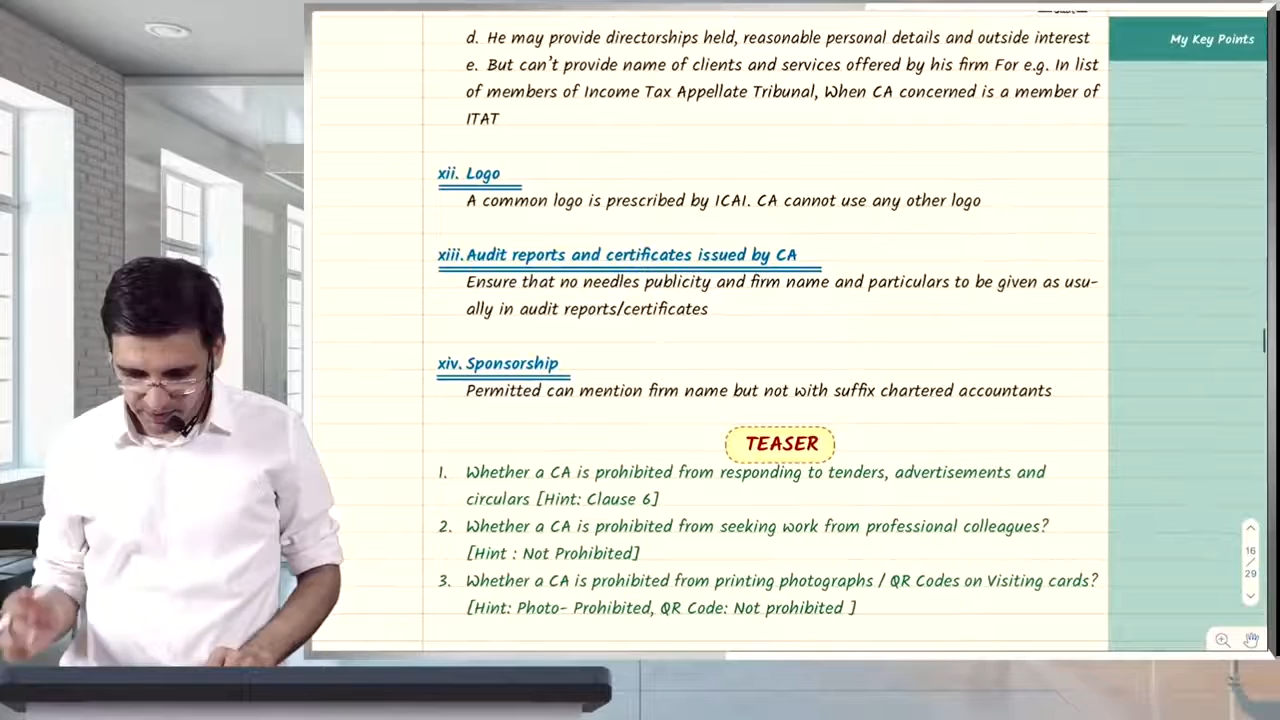 My Key Points
d. He may provide directorships held, reasonable personal details and outside interest
e. But can't provide name of clients and services offered by his firm For e.g. In list
of members of Income Tax Appellate Tribunal, When CA concerned is a member of
ITAT
xii. Logo
A common logo is prescribed by ICAI. CA cannot use any other logo
xiii. Audit reports and certificates issued by CA
Ensure that no needles publicity and firm name and particulars to be given as usu-
ally in audit reports/certificates
xiv. Sponsorship
Permitted can mention firm name but not with suffix chartered accountants
TEASER
1. Whether a CA is prohibited from responding to tenders, advertisements and
circulars [Hint: Clause 6]
2. Whether a CA is prohibited from seeking work from professional colleagues?
[Hint : Not Prohibited]
3. Whether a CA is prohibited from printing photographs / QR Codes on Visiting cards?
[Hint: Photo- Prohibited, QR Code: Not prohibited ]
16
/
29